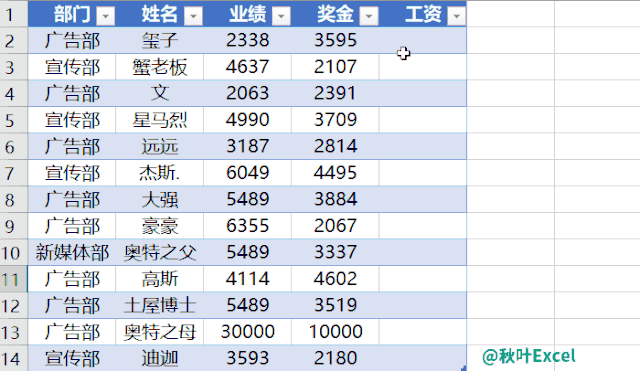 1 部门 姓名 业绩 奖金 工资
2 广告部 玺子 2338 3595
3 宣传部 蟹老板 4637 2107
4 广告部 文 2063 2391
5 宣传部 星马烈 4990 3709
6 广告部 远远 3187 2814
7 宣传部 杰斯. 6049 4495
8 广告部 大强 5489 3884
9 广告部 豪豪 6355 2067
10 新媒体部 奥特之父 5489 3337
11 广告部 高斯 4114 4602
12 广告部 土屋博士 5489 3519
13 广告部 奥特之母 30000 10000
14 宣传部 迪迦 3593 2180
@秋叶Excel